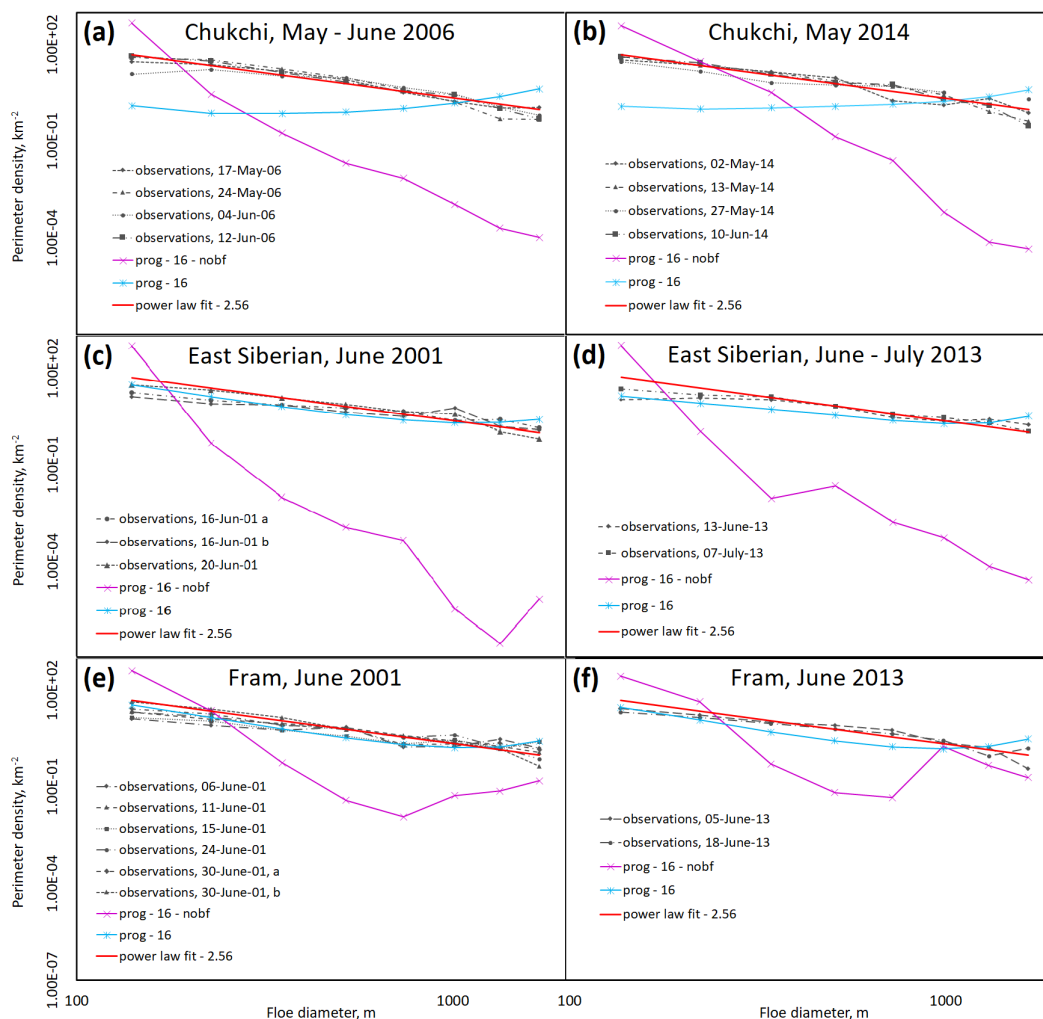 (a) Chukchi, May - June 2006
1.00E+02
1.00E-01
1.00E-04
Perimeter density, km-2
observations, 17-May-06
observations, 24-May-06
observations, 04-Jun-06
observations, 12-Jun-06
prog - 16 - nobf
prog - 16
power law fit - 2.56
(b) Chukchi, May 2014
observations, 02-May-14
observations, 13-May-14
observations, 27-May-14
observations, 10-Jun-14
prog - 16 - nobf
prog - 16
power law fit - 2.56
(c) East Siberian, June 2001
1.00E+02
1.00E-01
1.00E-04
Perimeter density, km-2
observations, 16-Jun-01 a
observations, 16-Jun-01 b
observations, 20-Jun-01
prog - 16 - nobf
prog - 16
power law fit - 2.56
(d) East Siberian, June - July 2013
observations, 13-June-13
observations, 07-July-13
prog - 16 - nobf
prog - 16
power law fit - 2.56
(e) Fram, June 2001
1.00E+02
1.00E-01
1.00E-04
1.00E-07
Perimeter density, km-2
observations, 06-June-01
observations, 11-June-01
observations, 15-June-01
observations, 24-June-01
observations, 30-June-01, a
observations, 30-June-01, b
prog - 16 - nobf
prog - 16
power law fit - 2.56
(f) Fram, June 2013
observations, 05-June-13
observations, 18-June-13
prog - 16 - nobf
prog - 16
power law fit - 2.56
100 1000 100 1000
Floe diameter, m Floe diameter, m